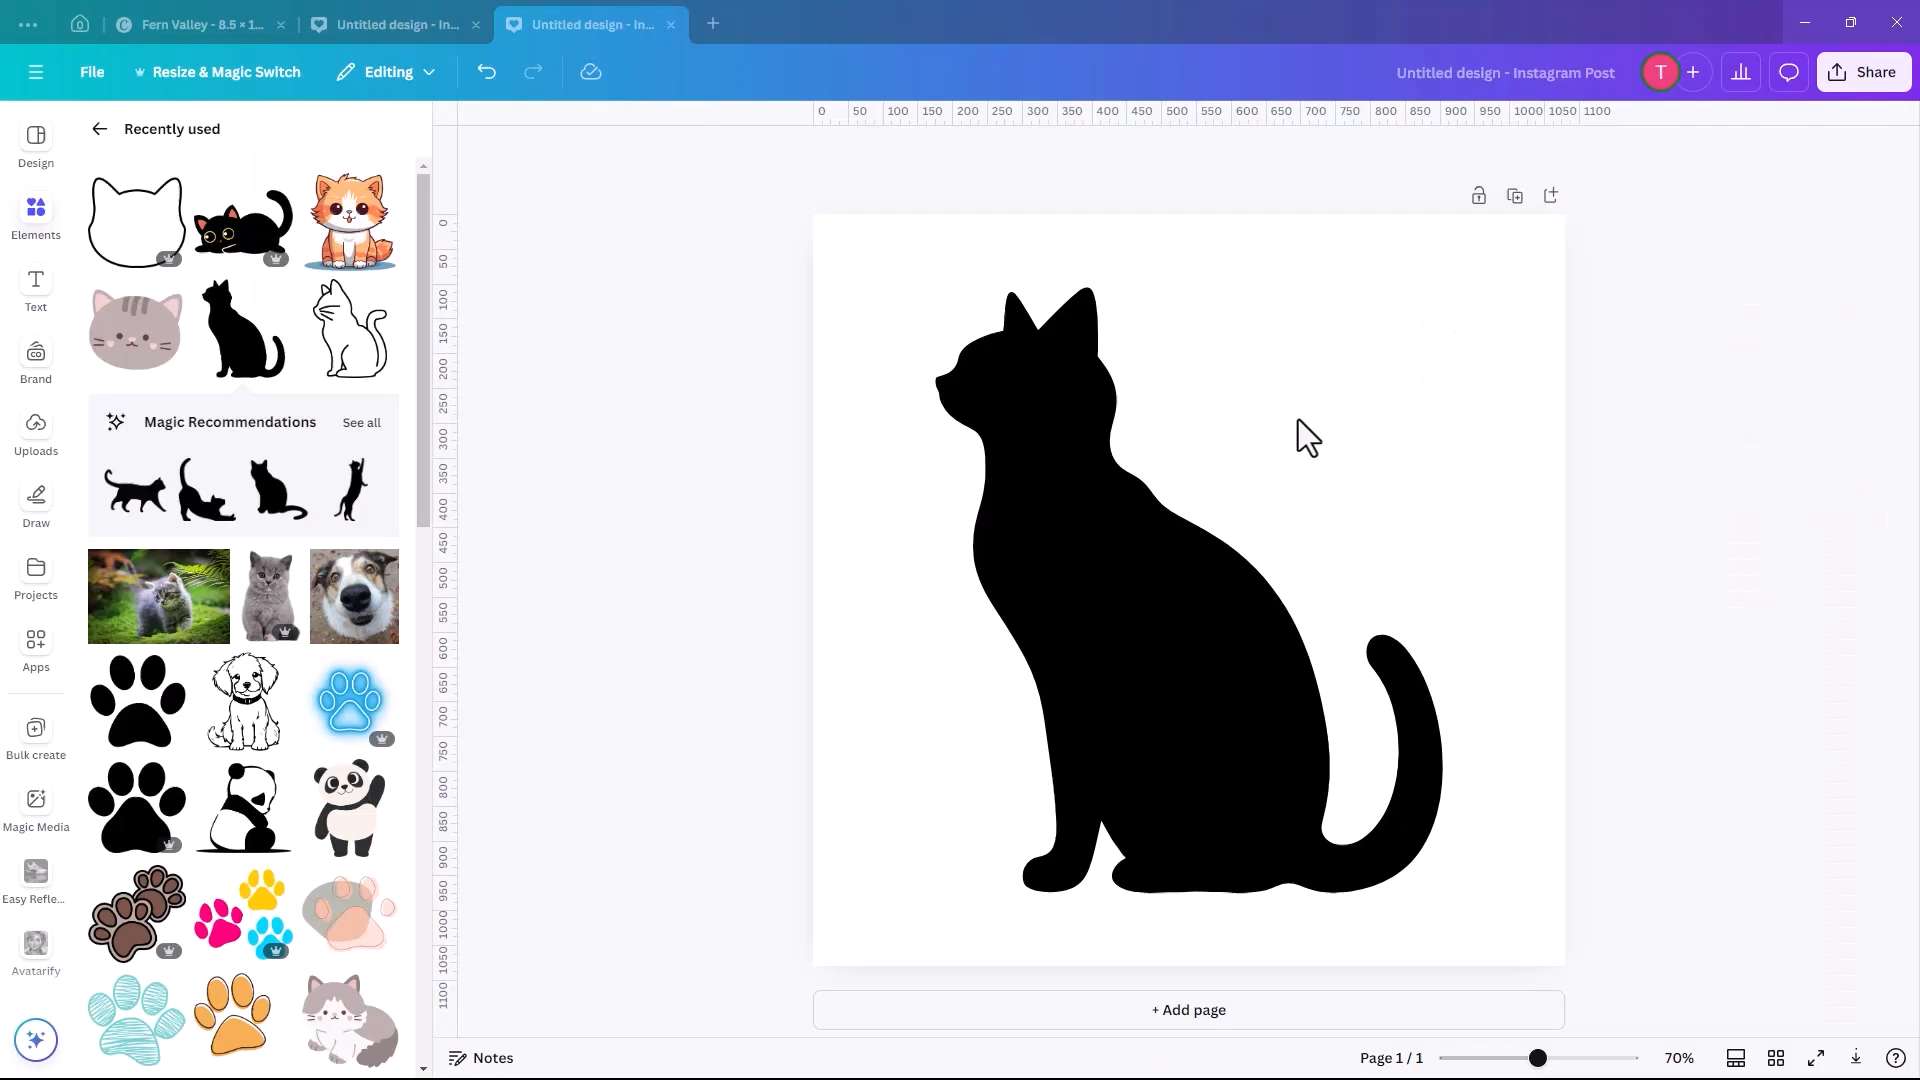 Fern Valley - 8.5 × 1...
Untitled design - In...
Untitled design - In...
File
Resize & Magic Switch
Editing
Untitled design - Instagram Post
T
Share
Design
Elements
Text
Brand
Uploads
Draw
Projects
Apps
Bulk create
Magic Media
Easy Refle...
Avatarify
Recently used
Magic Recommendations
See all
0 50 100 150 200 250 300 350 400 450 500 550 600 650 700 750 800 850 900 950 1000 1050 1100
0
50
100
150
200
250
300
350
400
450
500
550
600
650
700
750
800
850
900
950
1000
1050
1100
+ Add page
Notes
Page 1 / 1
70%